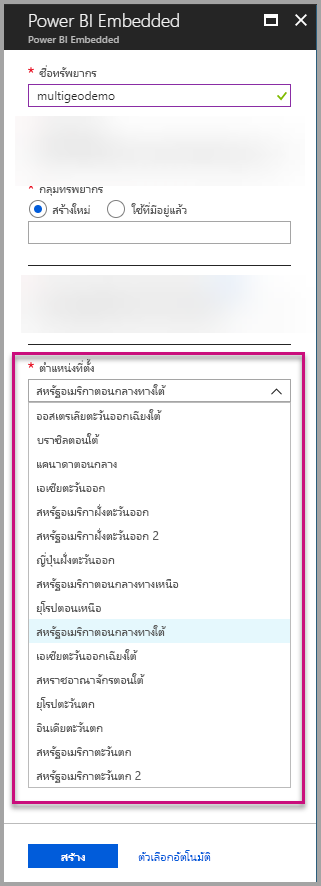 Power BI Embedded
Power BI Embedded
* ชื่อทรัพยากร
multigeodemo
* กลุ่มทรัพยากร
สร้างใหม่ ใช้ที่มีอยู่แล้ว
* ตำแหน่งที่ตั้ง
สหรัฐอเมริกาตอนกลางทางใต้
ออสเตรเลียตะวันออกเฉียงใต้
บราซิลตอนใต้
แคนาดาตอนกลาง
เอเชียตะวันออก
สหรัฐอเมริกาฝั่งตะวันออก
สหรัฐอเมริกาฝั่งตะวันออก 2
ญี่ปุ่นฝั่งตะวันออก
สหรัฐอเมริกาตอนกลางทางเหนือ
ยุโรปตอนเหนือ
สหรัฐอเมริกาตอนกลางทางใต้
เอเชียตะวันออกเฉียงใต้
สหราชอาณาจักรตอนใต้
ยุโรปตะวันตก
อินเดียตะวันตก
สหรัฐอเมริกาตะวันตก
สหรัฐอเมริกาตะวันตก 2
สร้าง ตัวเลือกอัตโนมัติ